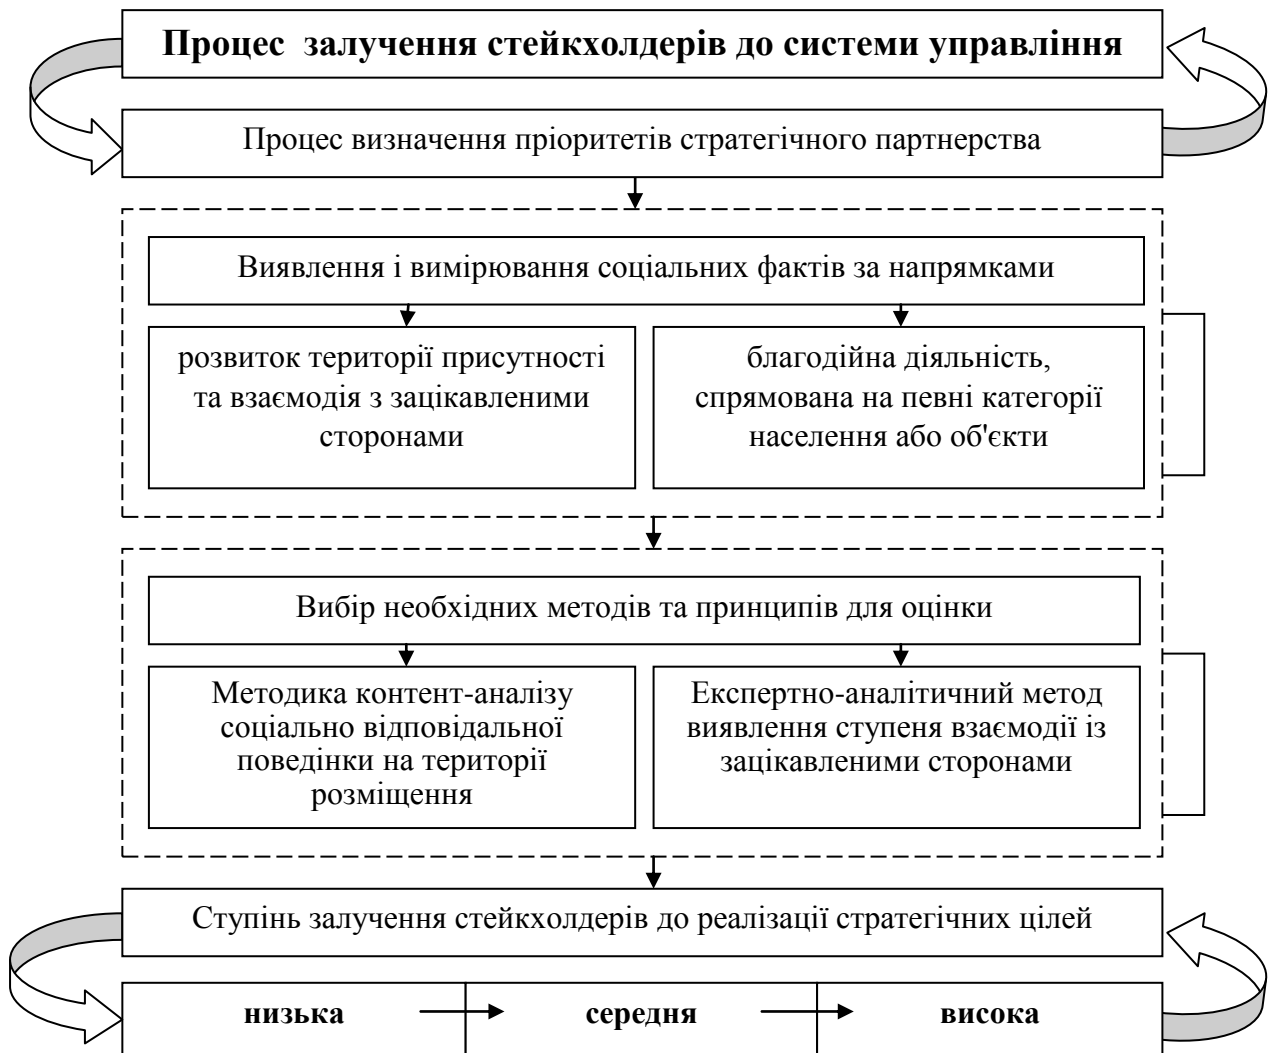 Процес залучення стейкхолдерів до системи управління
Процес визначення пріоритетів стратегічного партнерства
Виявлення і вимірювання соціальних фактів за напрямками
розвиток території присутності
та взаємодія з зацікавленими
сторонами
благодійна діяльність,
спрямована на певні категорії
населення або об'єкти
Вибір необхідних методів та принципів для оцінки
Методика контент-аналізу
соціально відповідальної
поведінки на території
розміщення
Експертно-аналітичний метод
виявлення ступеня взаємодії із
зацікавленими сторонами
Ступінь залучення стейкхолдерів до реалізації стратегічних цілей
низька
середня
висока